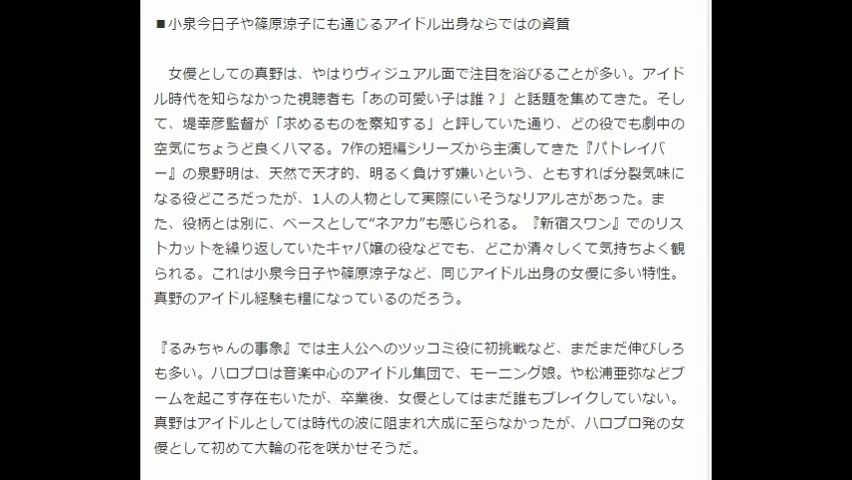 ■小泉今日子や篠原涼子にも通じるアイドル出身ならではの資質
女優としての真野は、やはりヴィジュアル面で注目を浴びることが多い。アイド
ル時代を知らなかった視聴者も「あの可愛い子は誰？」と話題を集めてきた。そし
て、堤幸彦監督が「求めるものを察知する」と評していた通り、どの役でも劇中の
空気にちょうど良くハマる。7作の短編シリーズから主演してきた『パトレイバ
ー』の泉野明は、天然で天才的、明るく負けず嫌いという、ともすれば分裂気味に
なる役どころだったが、1人の人物として実際にいそうなリアルさがあった。ま
た、役柄とは別に、ベースとして“ネアカ”も感じられる。『新宿スワン』でのリス
トカットを繰り返していたキャバ嬢の役などでも、どこか清々しくて気持ちよく観
られる。これは小泉今日子や篠原涼子など、同じアイドル出身の女優に多い特性。
真野のアイドル経験も糧になっているのだろう。
『るみちゃんの事象』では主人公へのツッコミ役に初挑戦など、まだまだ伸びしろ
も多い。ハロプロは音楽中心のアイドル集団で、モーニング娘。や松浦亜弥などブ
ームを起こす存在もいたが、卒業後、女優としてはまだ誰もブレイクしていない。
真野はアイドルとしては時代の波に阻まれ大成に至らなかったが、ハロプロ発の女
優として初めて大輪の花を咲かせそうだ。